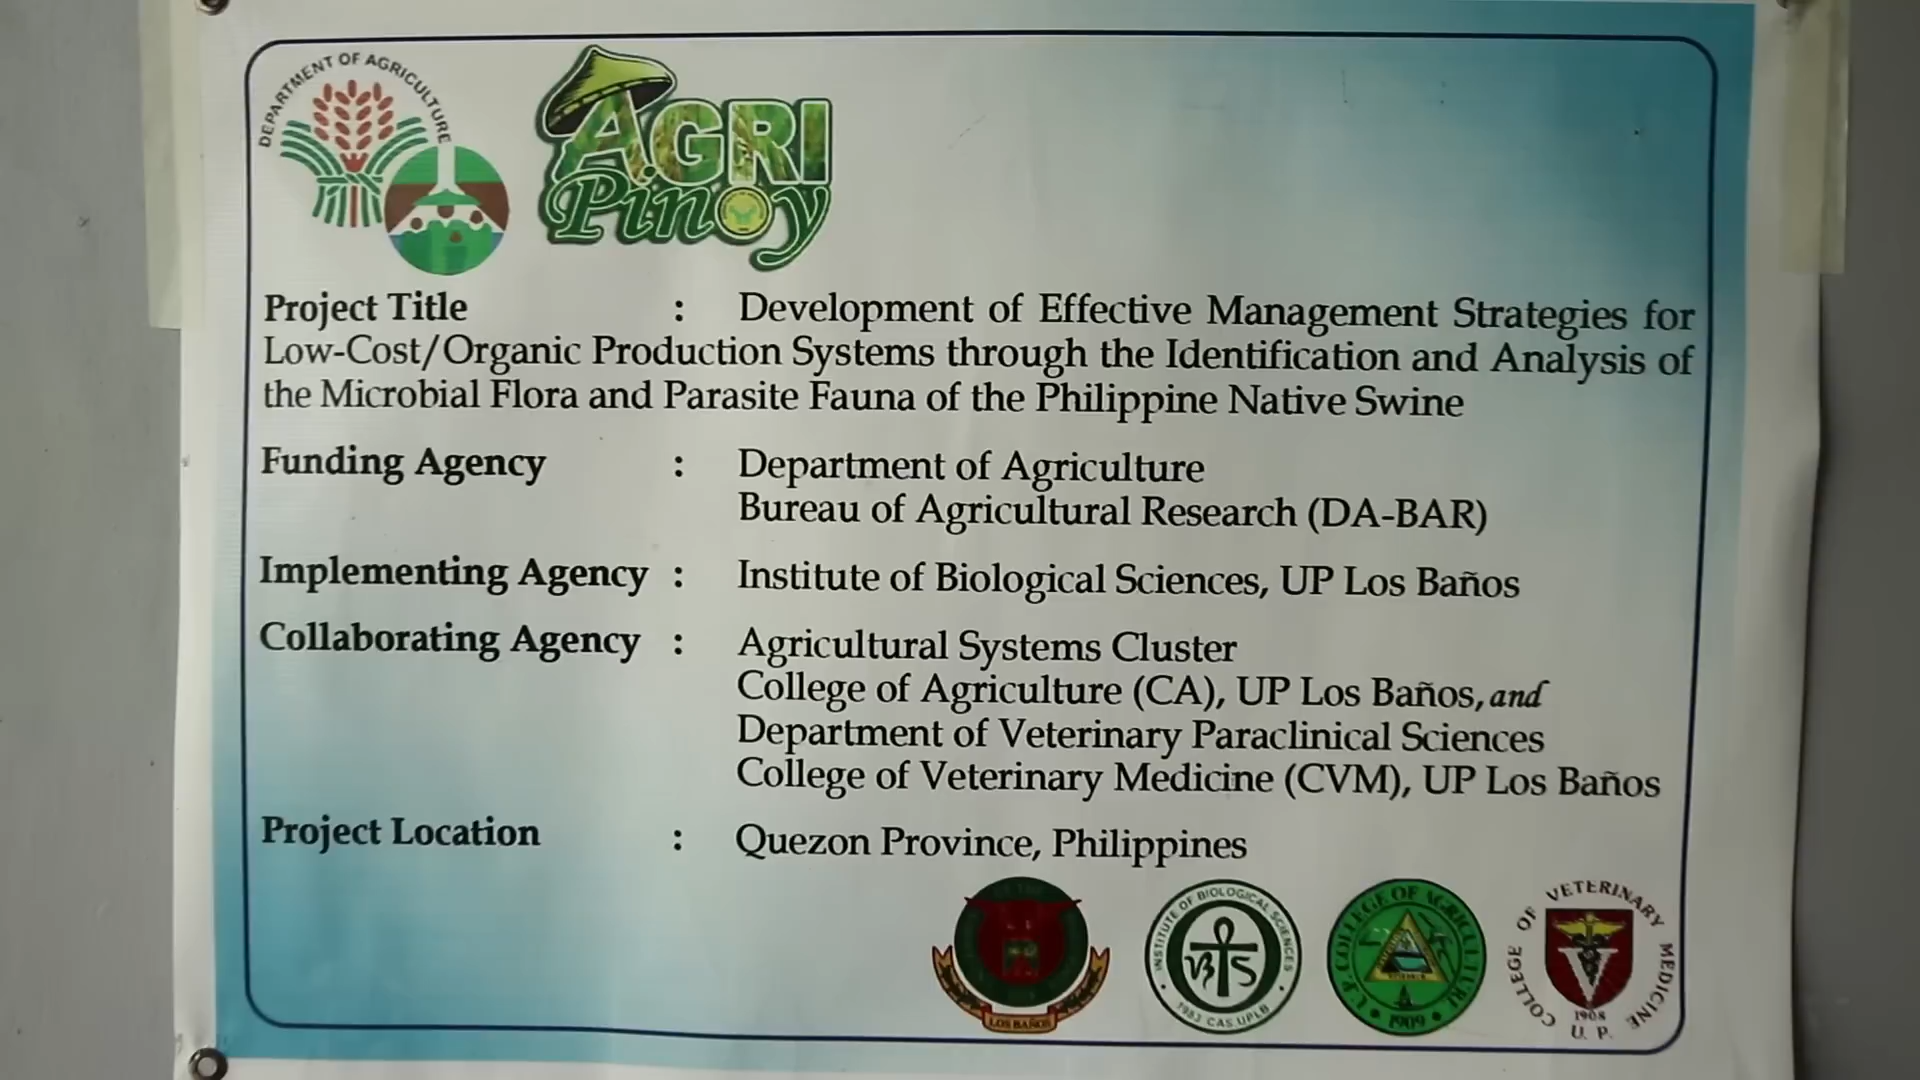 DEPARTMENT OF AGRICULTURE
AGRI
Pinoy
Project Title : Development of Effective Management Strategies for
Low-Cost/Organic Production Systems through the Identification and Analysis of
the Microbial Flora and Parasite Fauna of the Philippine Native Swine
Funding Agency : Department of Agriculture
Bureau of Agricultural Research (DA-BAR)
Implementing Agency : Institute of Biological Sciences, UP Los Baños
Collaborating Agency : Agricultural Systems Cluster
College of Agriculture (CA), UP Los Baños, and
Department of Veterinary Paraclinical Sciences
College of Veterinary Medicine (CVM), UP Los Baños
Project Location : Quezon Province, Philippines
LOS BAÑOS
INSTITUTE OF BIOLOGICAL SCIENCES
1983 CAS UPLB
U.P. COLLEGE OF AGRICULTURE
1909
COLLEGE OF VETERINARY MEDICINE
1908
U. P.